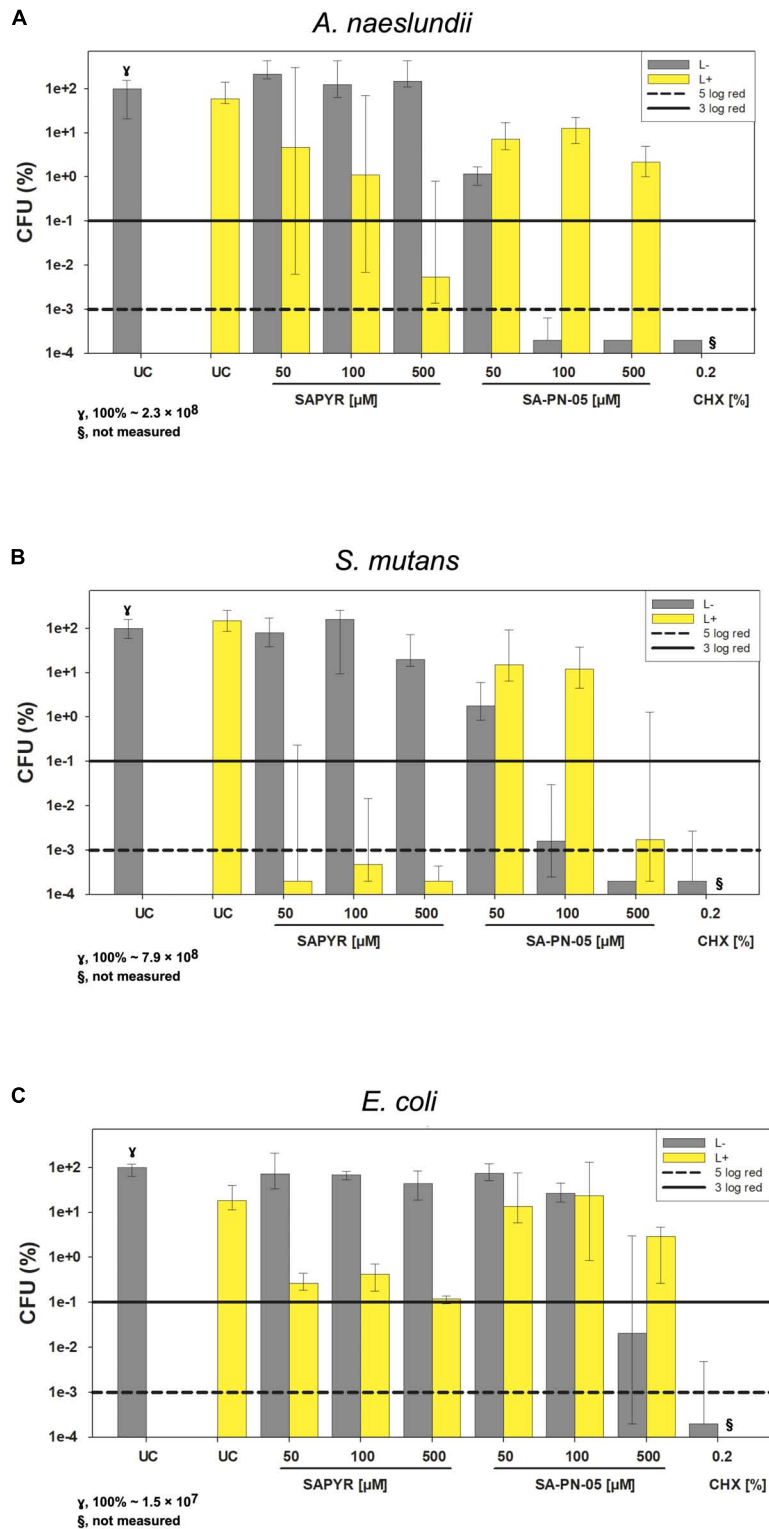 A
A. naeslundii
L-
L+
5 log red
3 log red
CFU (%)
1e+2
1e+1
1e+0
1e-1
1e-2
1e-3
1e-4
ɣ
§
UC UC 50 100 500 50 100 500 0.2
SAPYR [µM] SA-PN-05 [µM] CHX [%]
ɣ, 100% ~ 2.3 × 10⁸
§, not measured
B
S. mutans
L-
L+
5 log red
3 log red
CFU (%)
1e+2
1e+1
1e+0
1e-1
1e-2
1e-3
1e-4
ɣ
§
UC UC 50 100 500 50 100 500 0.2
SAPYR [µM] SA-PN-05 [µM] CHX [%]
ɣ, 100% ~ 7.9 × 10⁸
§, not measured
C
E. coli
L-
L+
5 log red
3 log red
CFU (%)
1e+2
1e+1
1e+0
1e-1
1e-2
1e-3
1e-4
ɣ
§
UC UC 50 100 500 50 100 500 0.2
SAPYR [µM] SA-PN-05 [µM] CHX [%]
ɣ, 100% ~ 1.5 × 10⁷
§, not measured